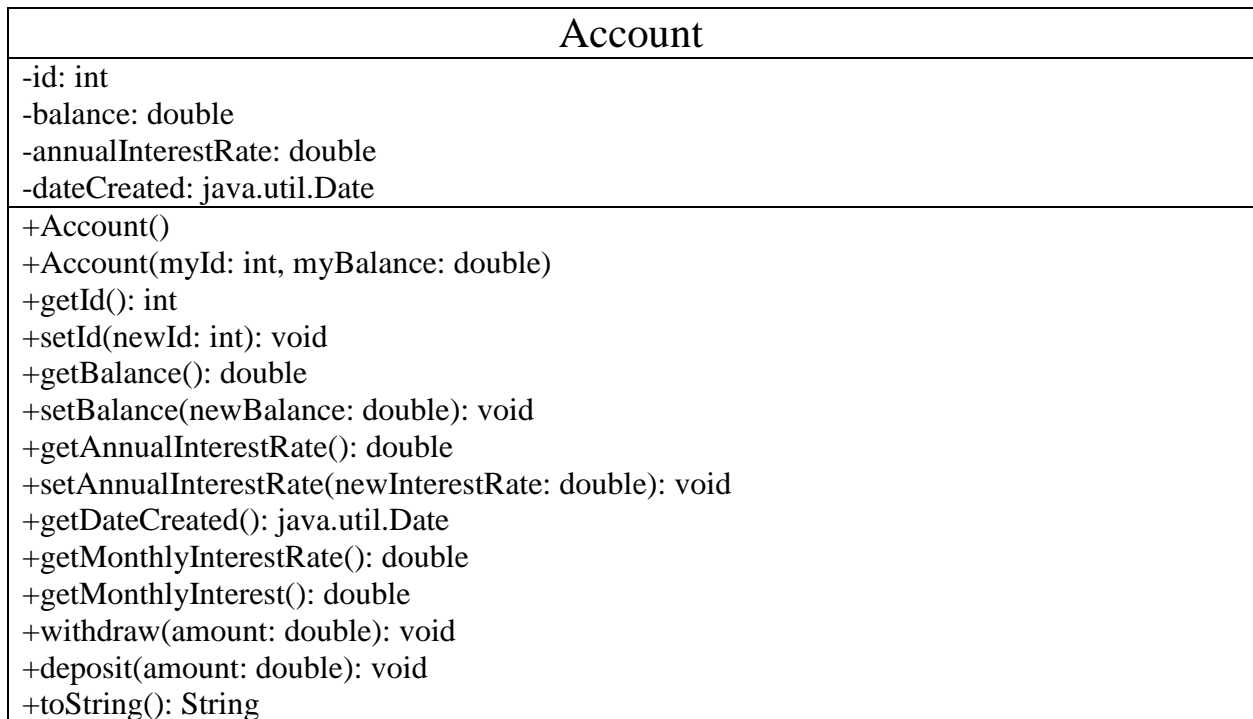 Account
-id: int
-balance: double
-annualInterestRate: double
-dateCreated: java.util.Date
+Account()
+Account(myId: int, myBalance: double)
+getId(): int
+setId(newId: int): void
+getBalance(): double
+setBalance(newBalance: double): void
+getAnnualInterestRate(): double
+setAnnualInterestRate(newInterestRate: double): void
+getDateCreated(): java.util.Date
+getMonthlyInterestRate(): double
+getMonthlyInterest(): double
+withdraw(amount: double): void
+deposit(amount: double): void
+toString(): String